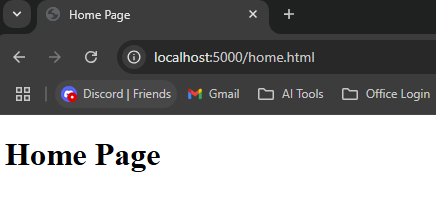 Home Page
localhost:5000/home.html
Discord | Friends Gmail AI Tools Office Login
Home Page